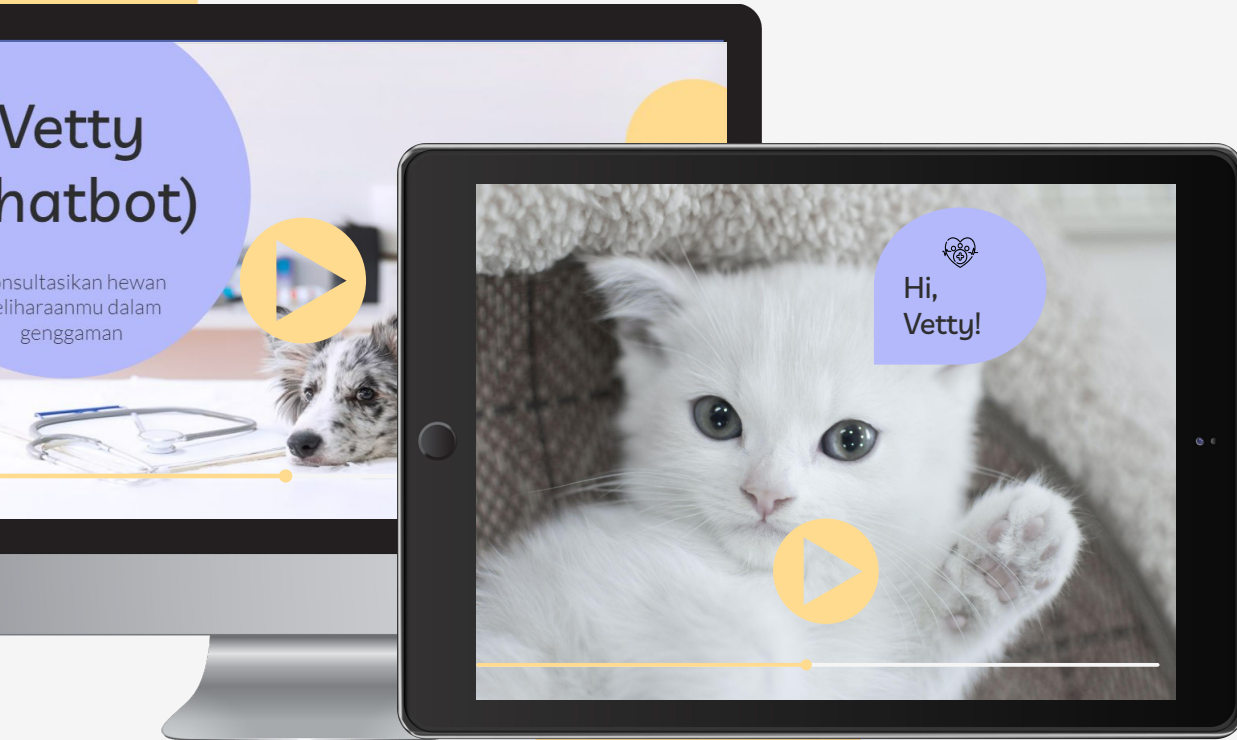 Vetty
hatbot)
nsultasikan hewan
eliharaanmu dalam
genggaman
Hi,
Vetty!